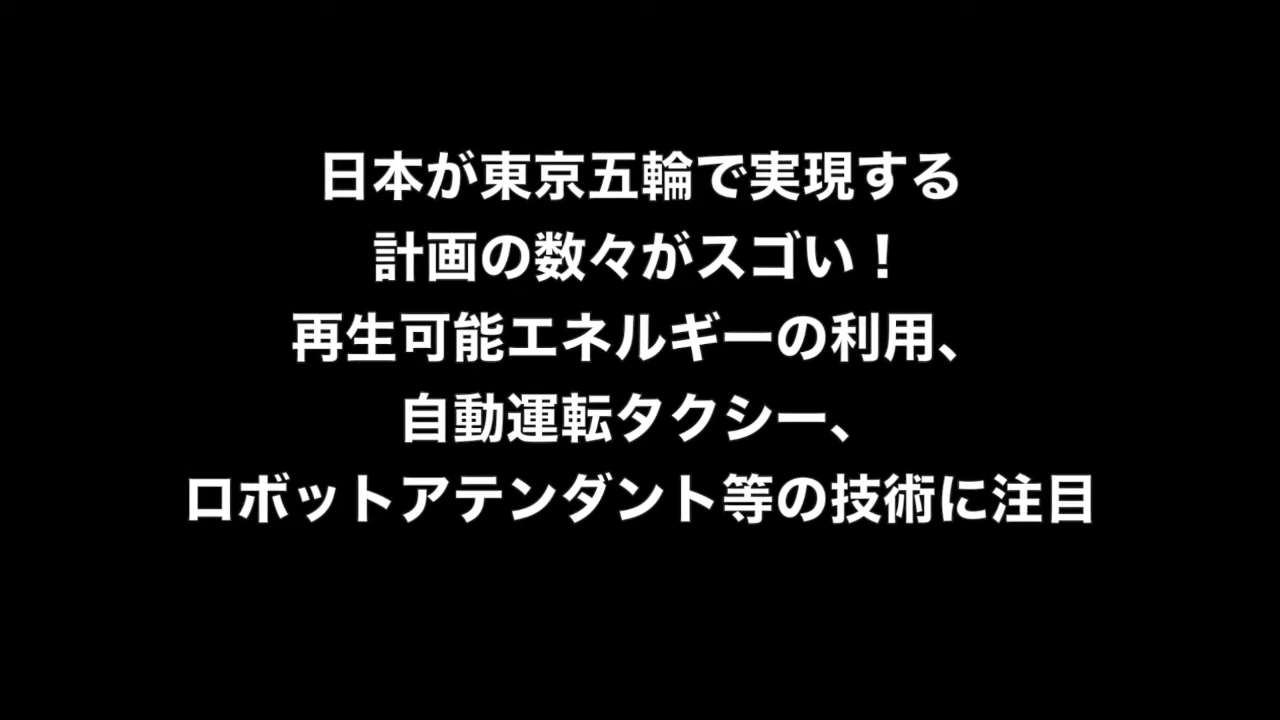 日本が東京五輪で実現する
計画の数々がスゴい！
再生可能エネルギーの利用、
自動運転タクシー、
ロボットアテンダント等の技術に注目